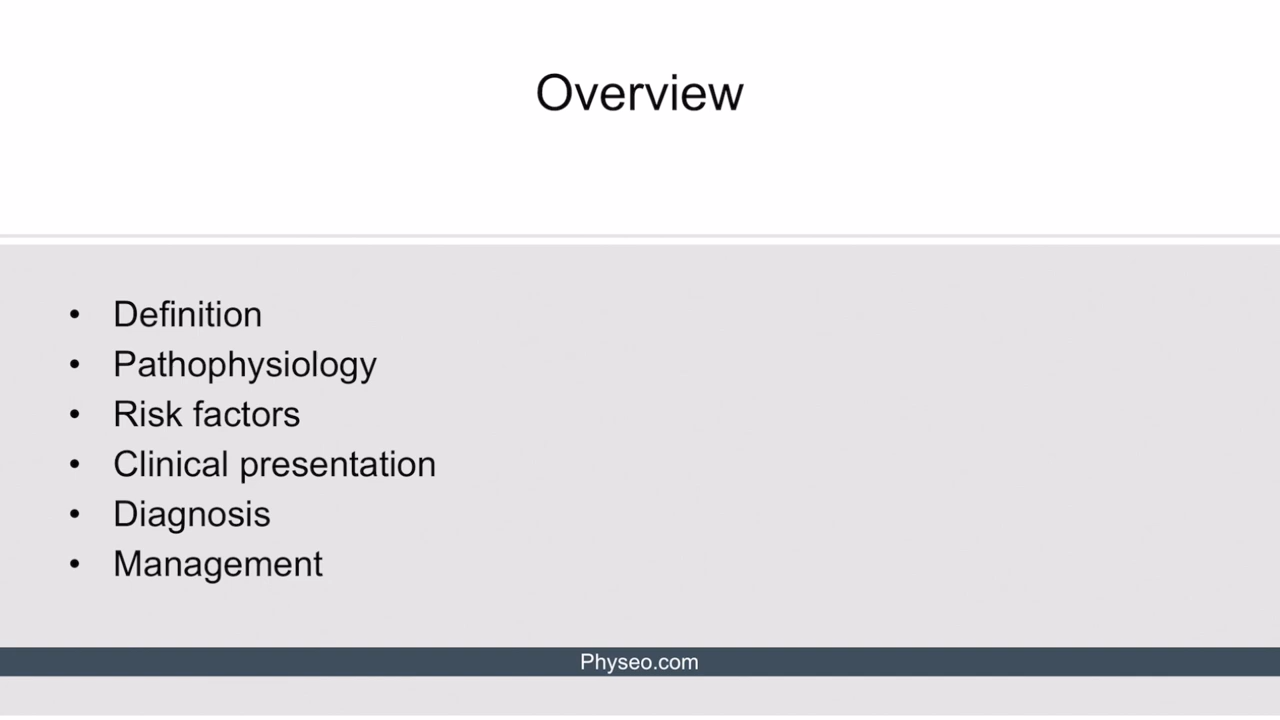 Overview
• Definition
• Pathophysiology
• Risk factors
• Clinical presentation
• Diagnosis
• Management
Physeo.com